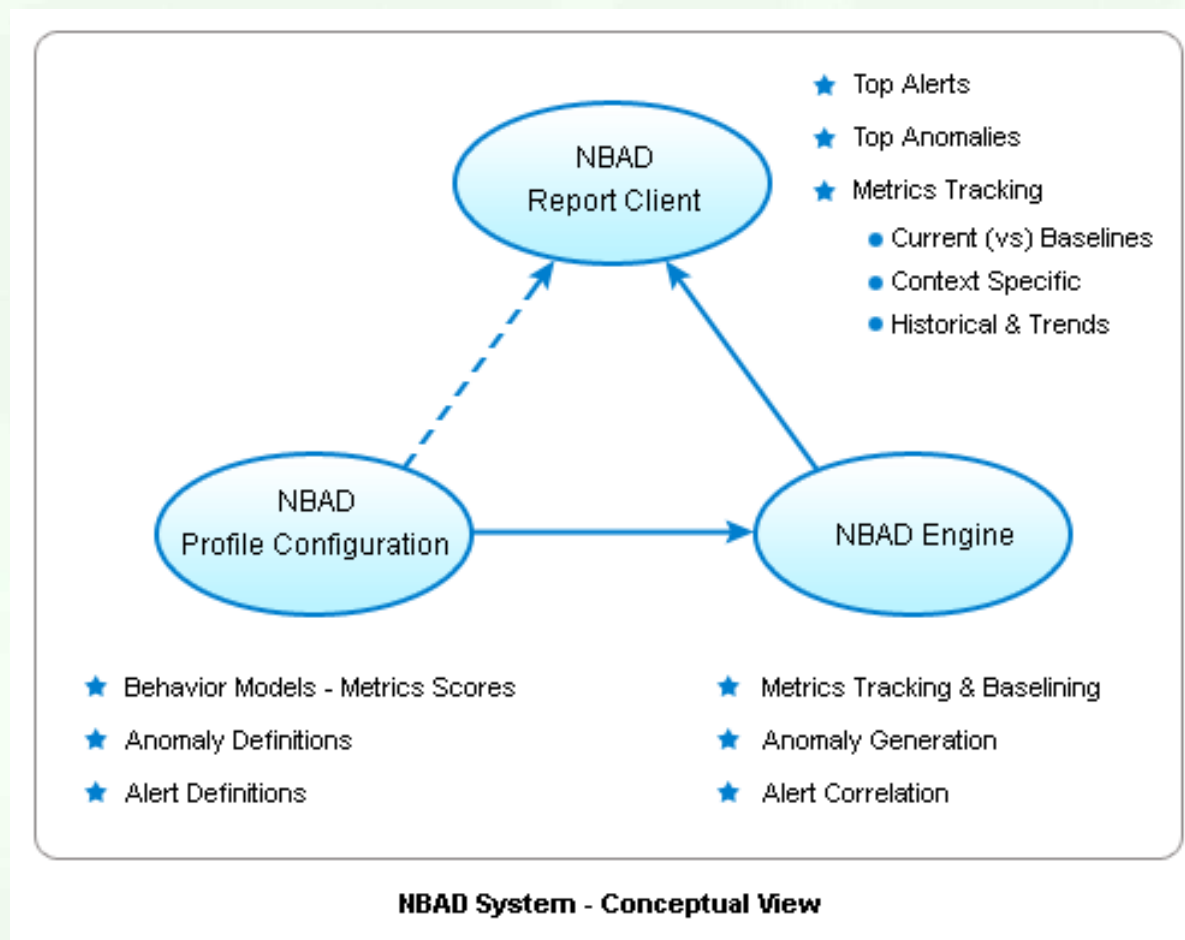 Top Alerts
Top Anomalies
Metrics Tracking
Current (vs) Baselines
Context Specific
Historical & Trends
NBAD
Report Client
NBAD
Profile Configuration
NBAD Engine
Behavior Models - Metrics Scores
Anomaly Definitions
Alert Definitions
Metrics Tracking & Baselining
Anomaly Generation
Alert Correlation
NBAD System - Conceptual View